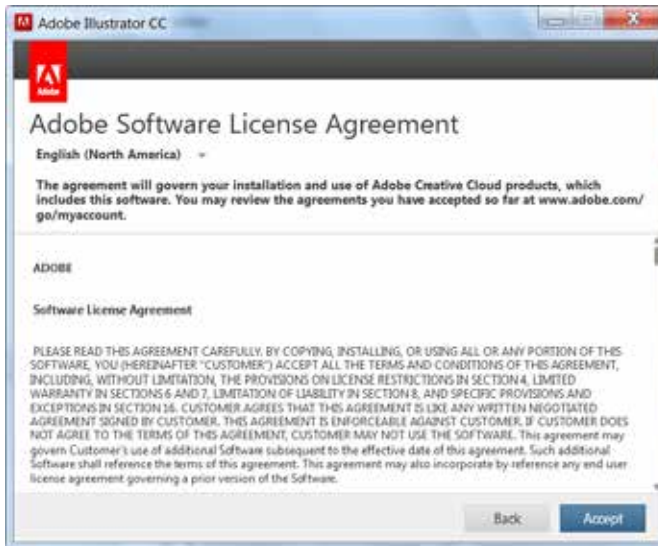 Adobe Illustrator CC
Adobe
Adobe Software License Agreement
English (North America)
The agreement will govern your installation and use of Adobe Creative Cloud products, which
includes this software. You may review the agreements you have accepted so far at www.adobe.com/
go/myaccount.
ADOBE
Software License Agreement
PLEASE READ THIS AGREEMENT CAREFULLY. BY COPYING, INSTALLING, OR USING ALL OR ANY PORTION OF THIS
SOFTWARE, YOU (HEREINAFTER "CUSTOMER") ACCEPT ALL THE TERMS AND CONDITIONS OF THIS AGREEMENT,
INCLUDING, WITHOUT LIMITATION, THE PROVISIONS ON LICENSE RESTRICTIONS IN SECTION 4, LIMITED
WARRANTY IN SECTIONS 6 AND 7, LIMITATION OF LIABILITY IN SECTION 8, AND SPECIFIC PROVISIONS AND
EXCEPTIONS IN SECTION 16. CUSTOMER AGREES THAT THIS AGREEMENT IS LIKE ANY WRITTEN NEGOTIATED
AGREEMENT SIGNED BY CUSTOMER. THIS AGREEMENT IS ENFORCEABLE AGAINST CUSTOMER. IF CUSTOMER DOES
NOT AGREE TO THE TERMS OF THIS AGREEMENT, CUSTOMER MAY NOT USE THE SOFTWARE. This agreement may
govern Customer's use of additional Software subsequent to the effective date of this agreement. Such additional
Software shall reference the terms of this agreement. This agreement may also incorporate by reference any end user
license agreement governing a prior version of the Software.
Back
Accept